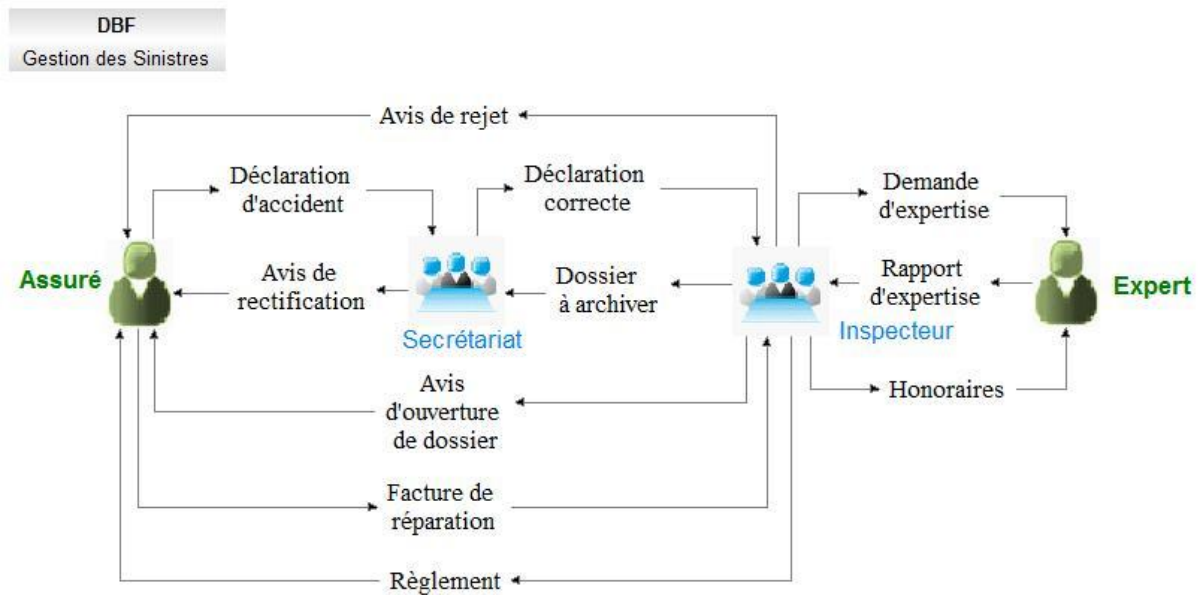 DBF
Gestion des Sinistres
Avis de rejet
Déclaration
d'accident
Déclaration
correcte
Demande
d'expertise
Assuré
Avis de
rectification
Dossier
à archiver
Rapport
d'expertise
Expert
Secrétariat
Inspecteur
Avis
d'ouverture
de dossier
Honoraires
Facture de
réparation
Règlement